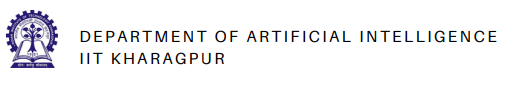 DEPARTMENT OF ARTIFICIAL INTELLIGENCE
IIT KHARAGPUR